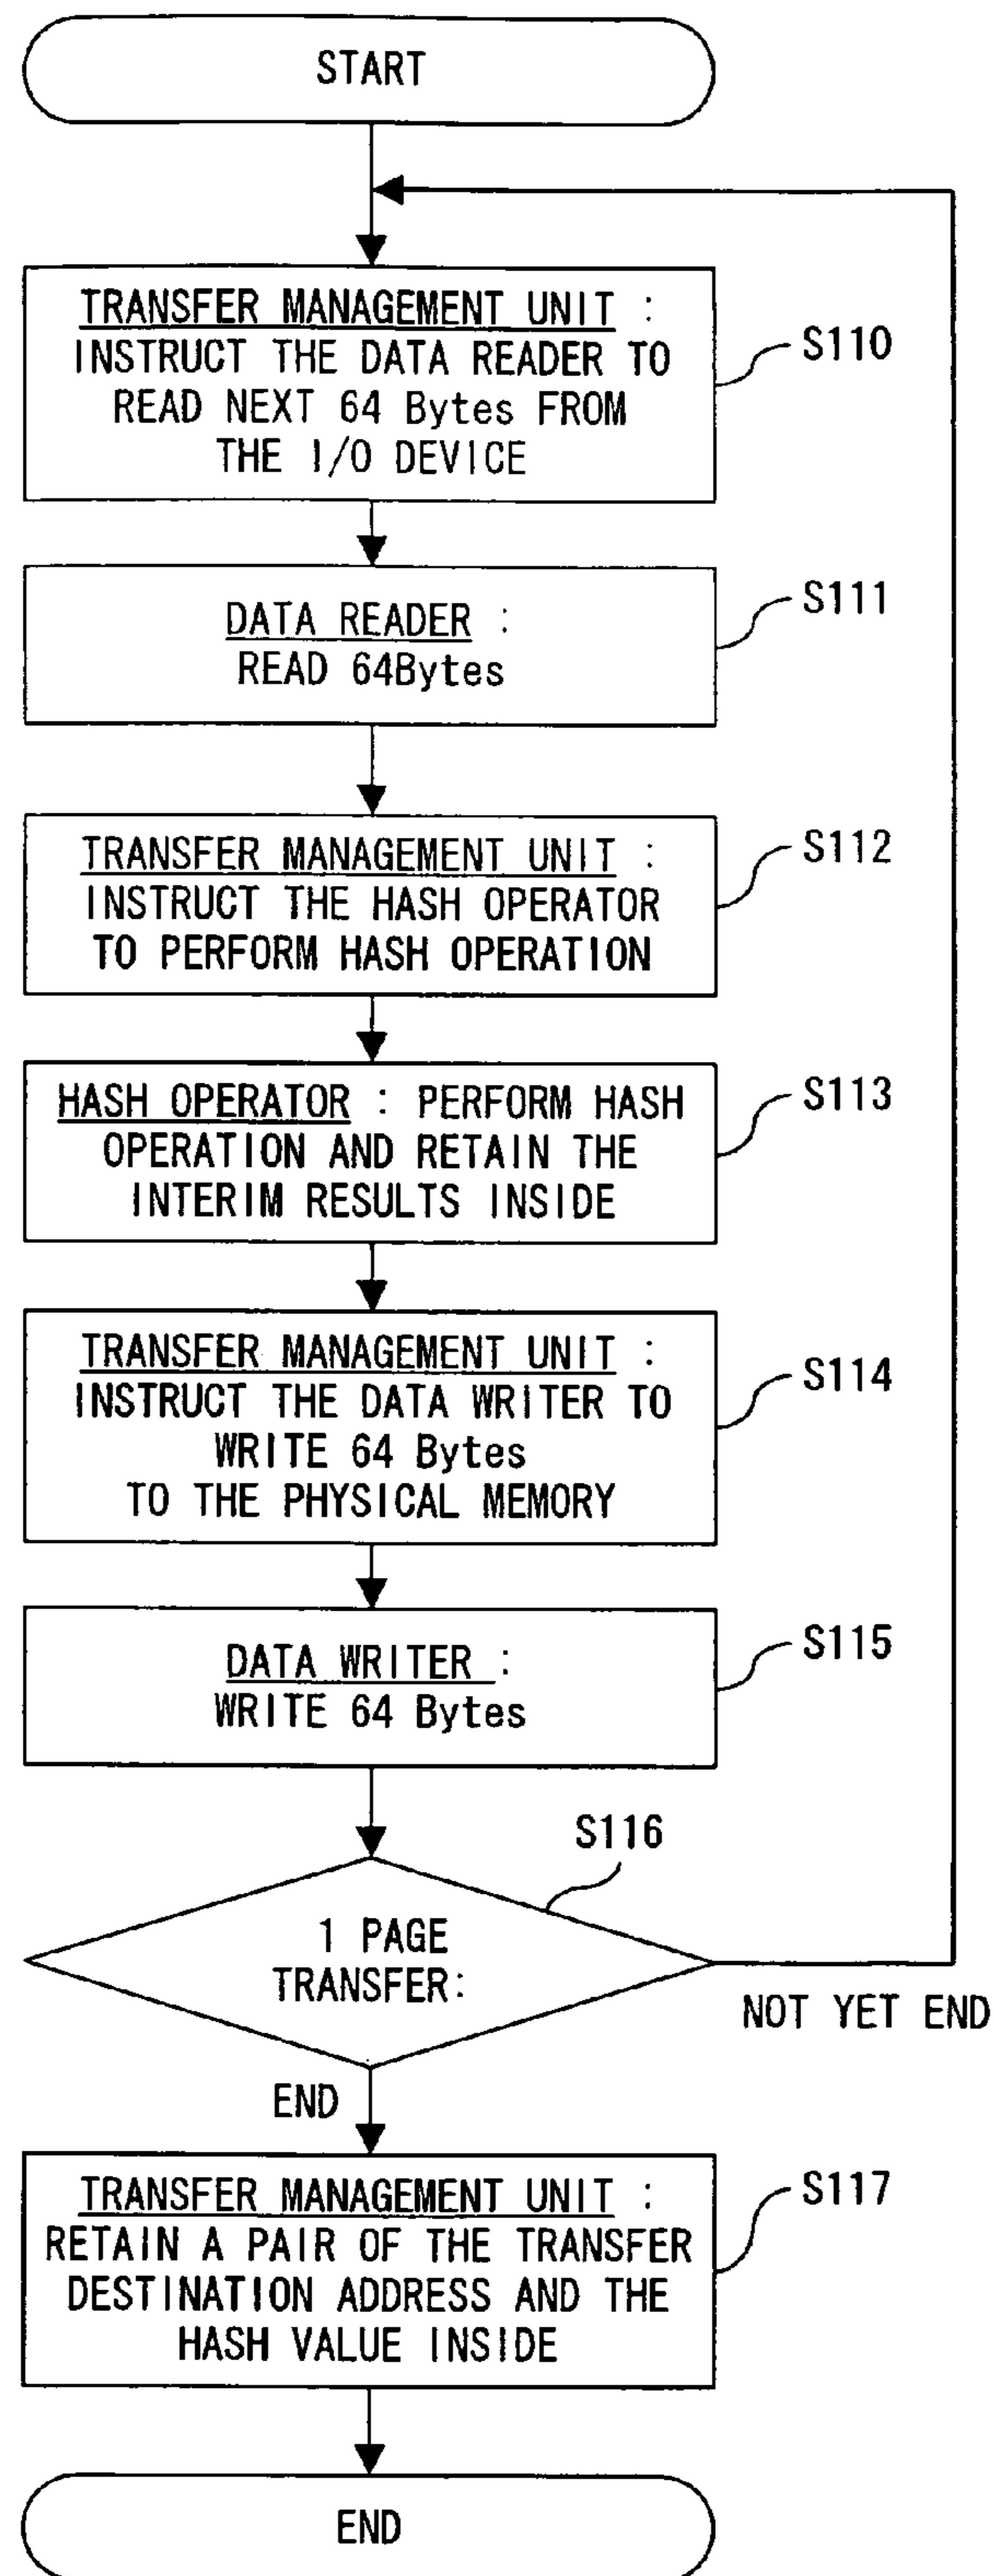 START
TRANSFER MANAGEMENT UNIT :
INSTRUCT THE DATA READER TO
READ NEXT 64 Bytes FROM
THE I/O DEVICE
S110
DATA READER :
READ 64Bytes
S111
TRANSFER MANAGEMENT UNIT :
INSTRUCT THE HASH OPERATOR
TO PERFORM HASH OPERATION
S112
HASH OPERATOR : PERFORM HASH
OPERATION AND RETAIN THE
INTERIM RESULTS INSIDE
S113
TRANSFER MANAGEMENT UNIT :
INSTRUCT THE DATA WRITER TO
WRITE 64 Bytes
TO THE PHYSICAL MEMORY
S114
DATA WRITER :
WRITE 64 Bytes
S115
S116
1 PAGE
TRANSFER:
NOT YET END
END
TRANSFER MANAGEMENT UNIT :
RETAIN A PAIR OF THE TRANSFER
DESTINATION ADDRESS AND THE
HASH VALUE INSIDE
S117
END